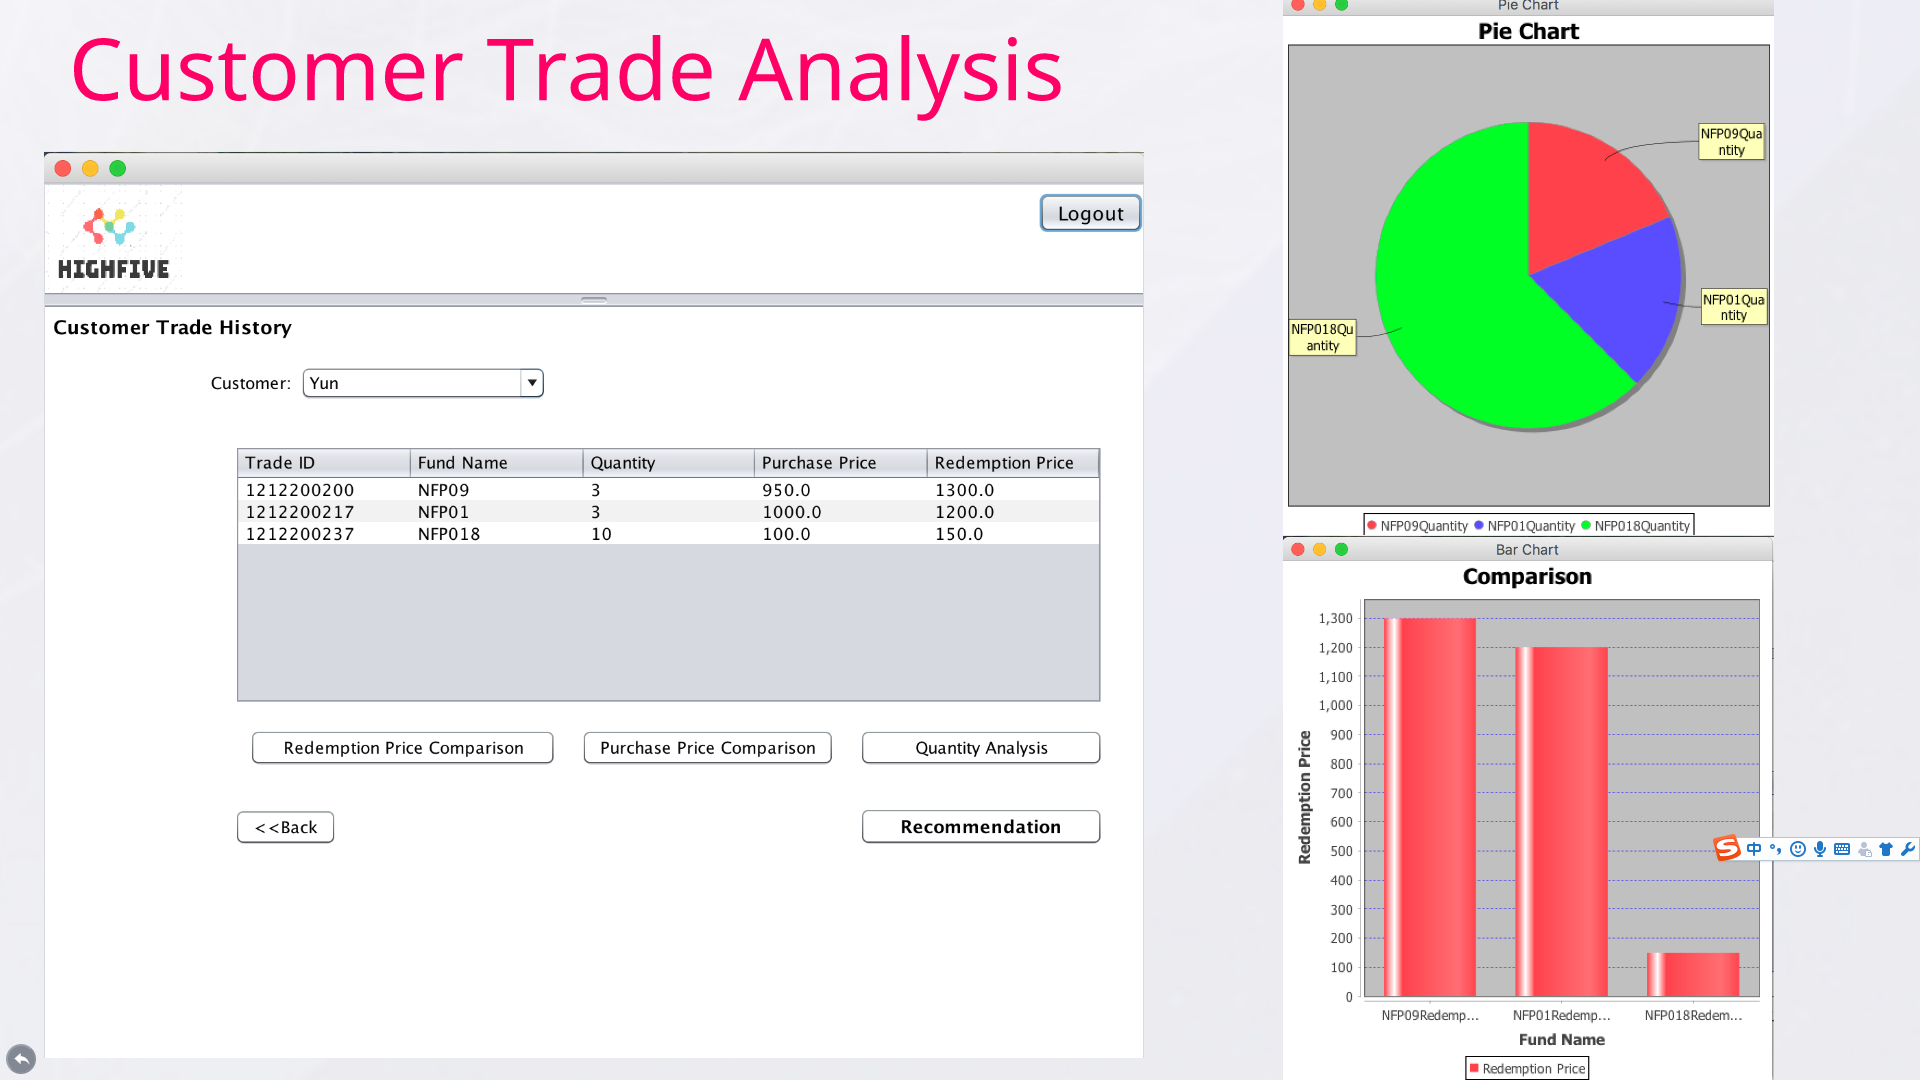 Customer Trade Analysis
HIGHFIVE
Logout
Customer Trade History
Customer: Yun
Trade ID Fund Name Quantity Purchase Price Redemption Price
1212200200 NFP09 3 950.0 1300.0
1212200217 NFP01 3 1000.0 1200.0
1212200237 NFP018 10 100.0 150.0
Redemption Price Comparison Purchase Price Comparison Quantity Analysis
<<Back Recommendation
Pie Chart
Pie Chart
NFP09Qua
ntity
NFP01Qua
ntity
NFP018Qu
antity
NFP09Quantity NFP01Quantity NFP018Quantity
Bar Chart
Comparison
1,300
1,200
1,100
1,000
900
800
700
600
500
400
300
200
100
0
Redemption Price
NFP09Redemp... NFP01Redemp... NFP018Redem...
Fund Name
Redemption Price
S 中 °,